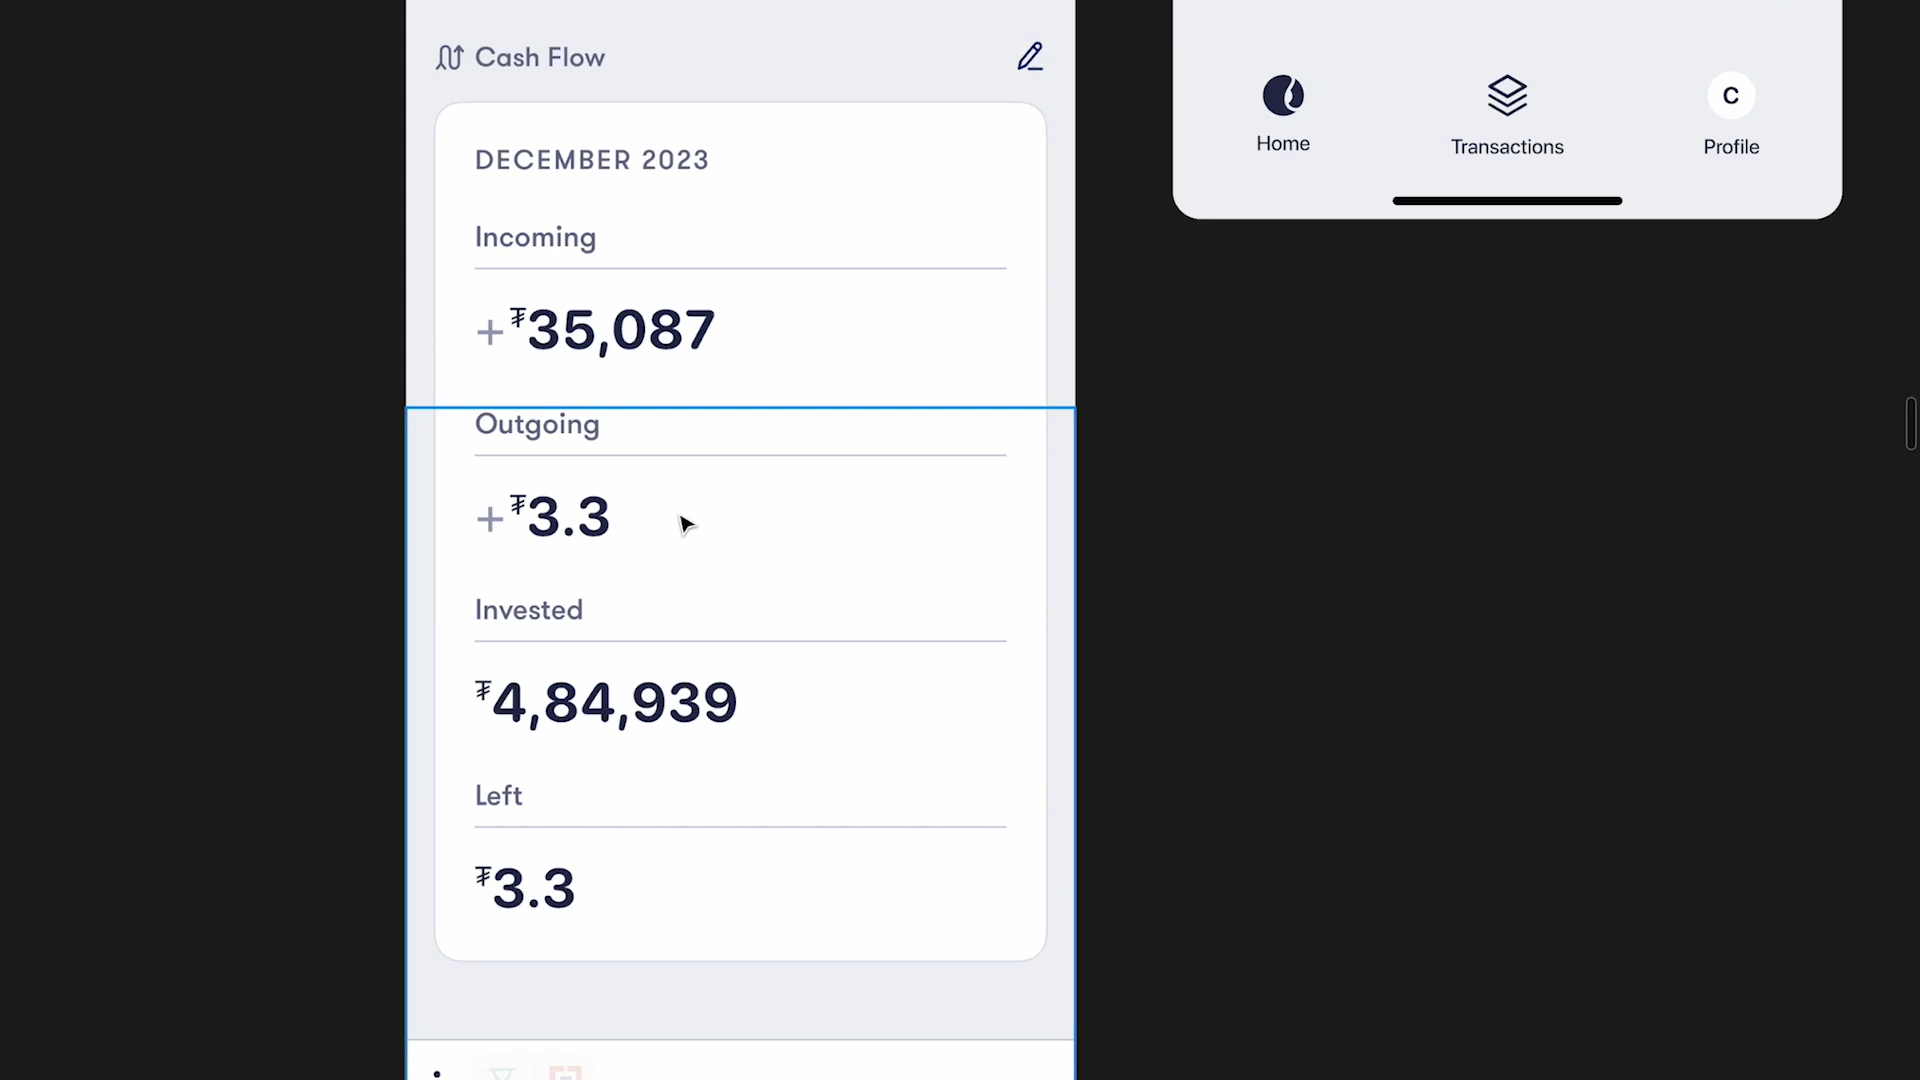 Cash Flow
DECEMBER 2023
Incoming
+₮35,087
Outgoing
+₮3.3
Invested
₮4,84,939
Left
₮3.3
Home
Transactions
C
Profile